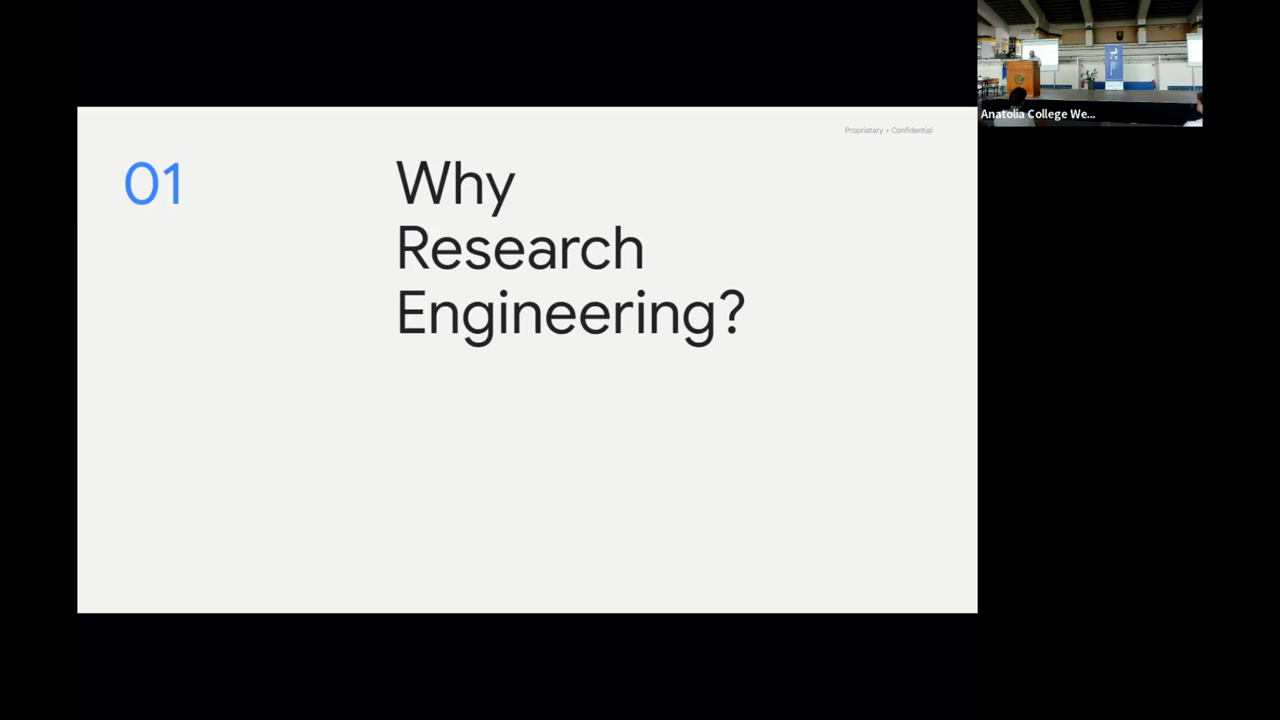 Proprietary + Confidential
01
Why
Research
Engineering?
Anatolia College We...